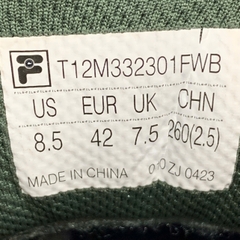 T12M332301FWB
US EUR UK CHN
8.5 42 7.5 260(2.5)
MADE IN CHINA ZJ 0423